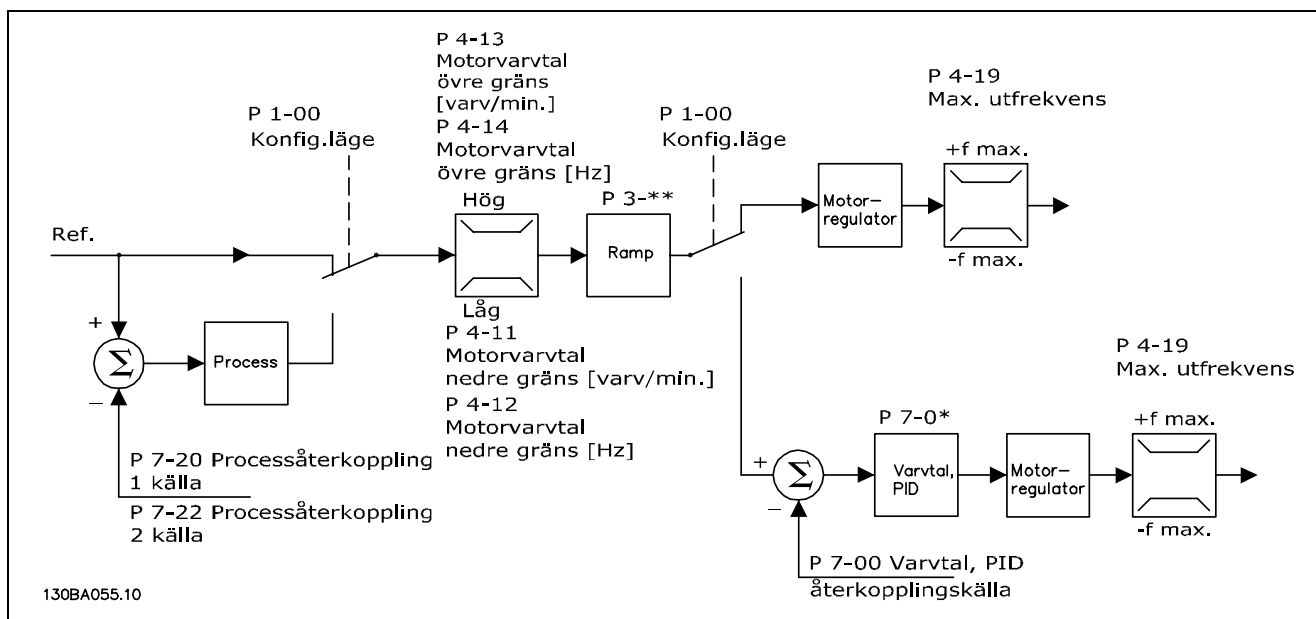 P 4-13
Motorvarvtal
övre gräns
[varv/min.]
P 4-14
Motorvarvtal
övre gräns [Hz]
P 1-00
Konfig.läge
P 1-00
Konfig.läge
P 4-19
Max. utfrekvens
Hög
P 3-**
+f max.
Ref.
Ramp
Motor-
regulator
-f max.
Låg
P 4-11
Motorvarvtal
nedre gräns [varv/min.]
P 4-12
Motorvarvtal
nedre gräns [Hz]
+
Σ
−
Process
P 7-20 Processåterkoppling
1 källa
P 7-22 Processåterkoppling
2 källa
P 4-19
Max. utfrekvens
P 7-0*
+f max.
+
Σ
−
Varvtal,
PID
Motor-
regulator
-f max.
P 7-00 Varvtal, PID
återkopplingskälla
130BA055.10